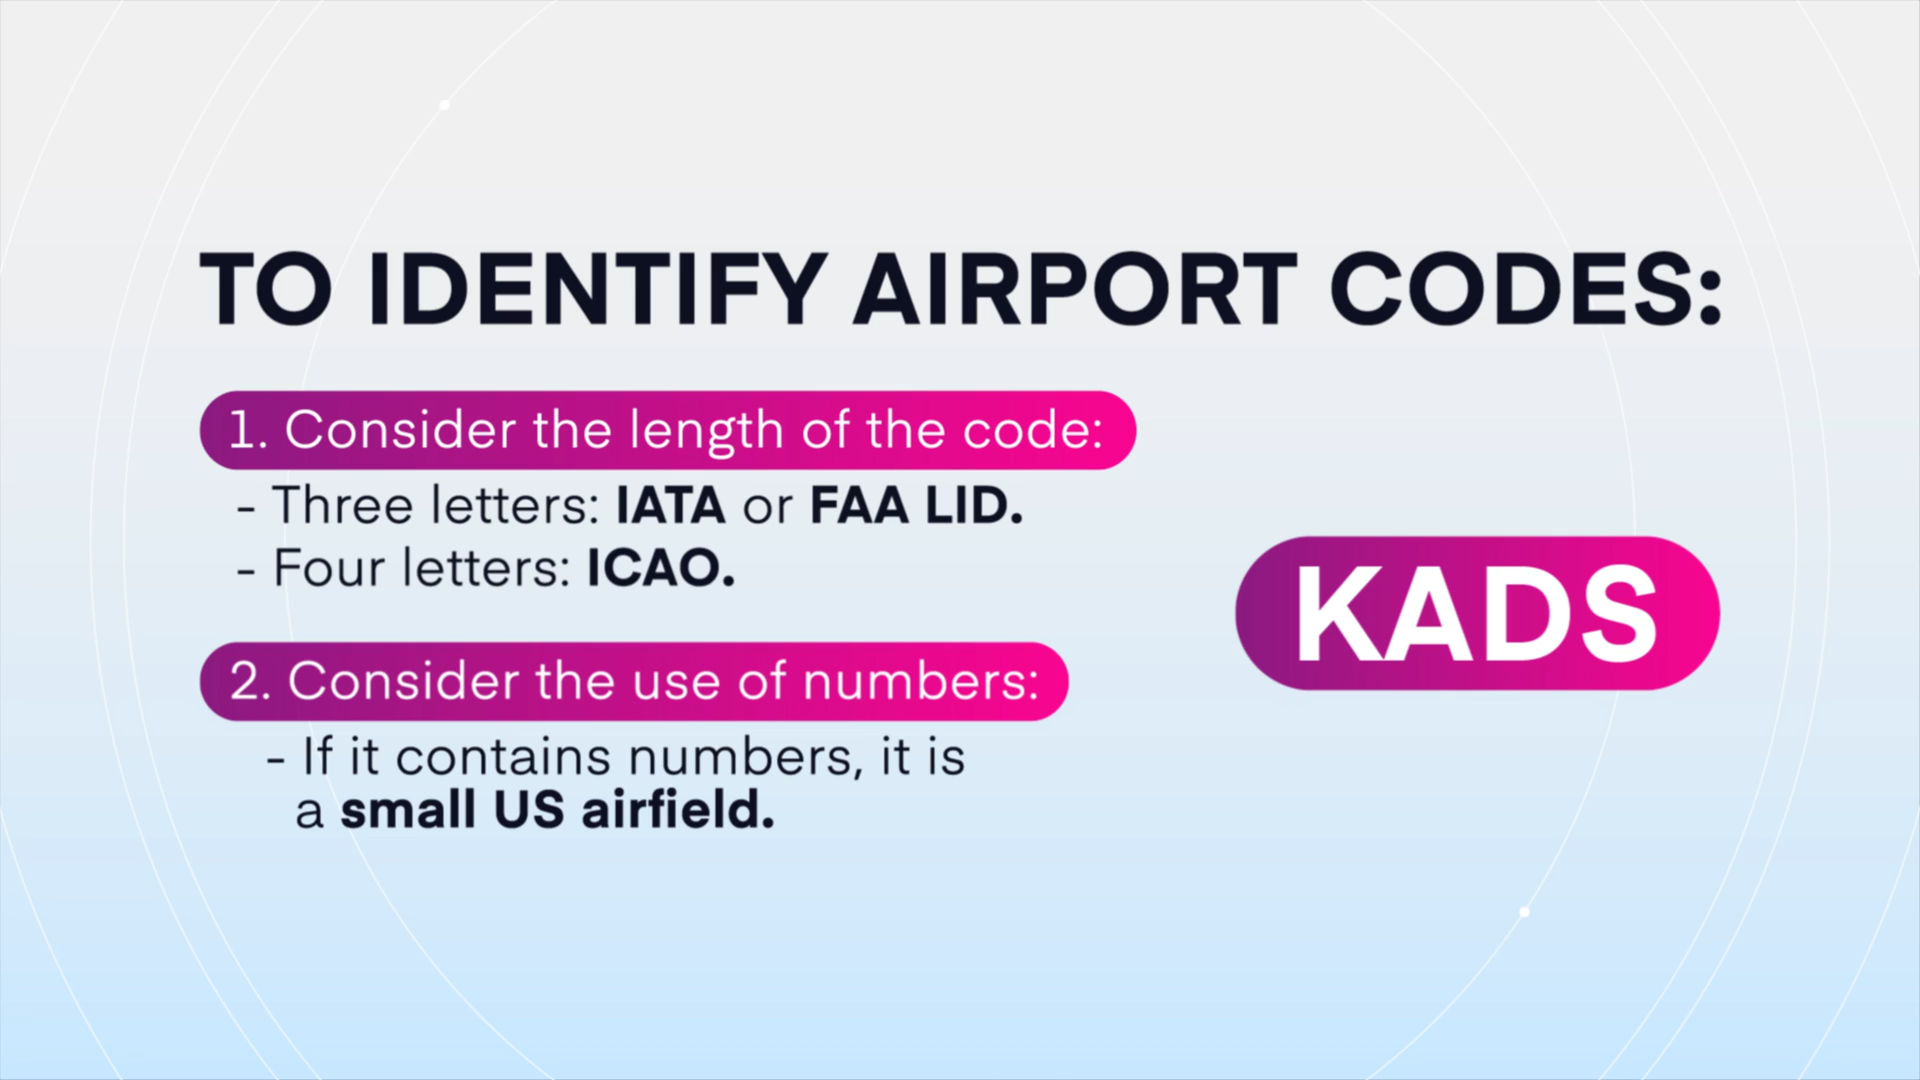 TO IDENTIFY AIRPORT CODES:
1. Consider the length of the code:
- Three letters: IATA or FAA LID.
- Four letters: ICAO.
2. Consider the use of numbers:
- If it contains numbers, it is
a small US airfield.
KADS